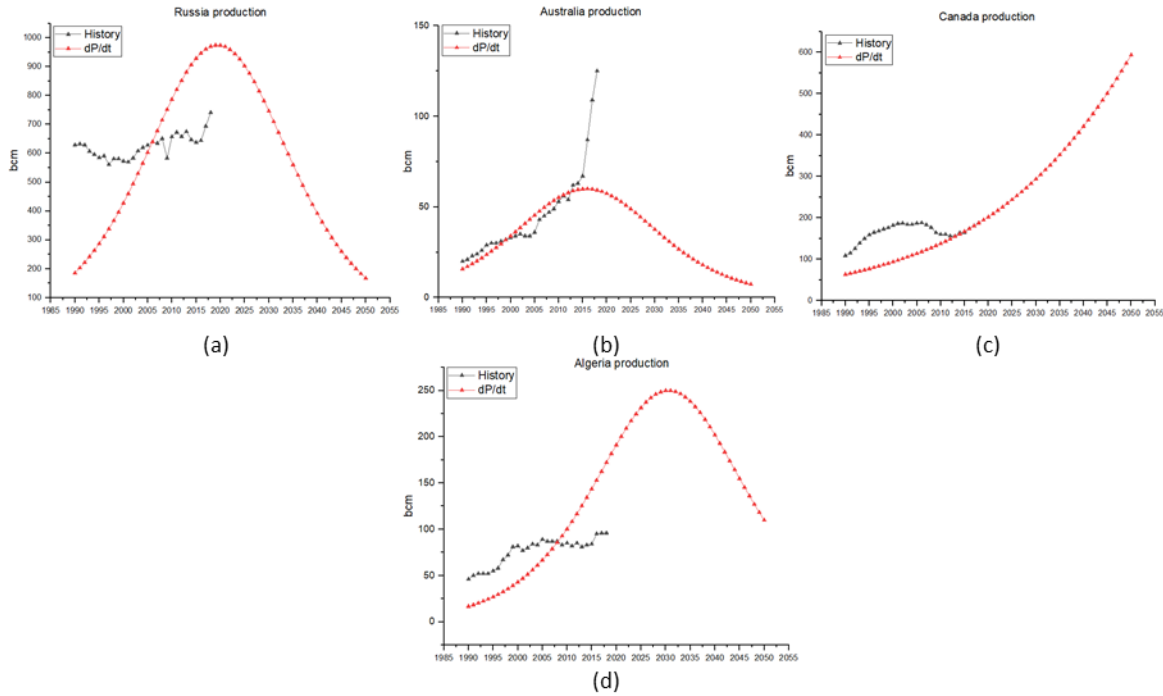 Russia production
History
dP/dt
bcm
1000
900
800
700
600
500
400
300
200
100
1985 1990 1995 2000 2005 2010 2015 2020 2025 2030 2035 2040 2045 2050 2055
(a)
Australia production
History
dP/dt
bcm
150
100
50
0
1985 1990 1995 2000 2005 2010 2015 2020 2025 2030 2035 2040 2045 2050 2055
(b)
Canada production
History
dP/dt
bcm
600
500
400
300
200
100
0
1985 1990 1995 2000 2005 2010 2015 2020 2025 2030 2035 2040 2045 2050 2055
(c)
Algeria production
History
dP/dt
bcm
250
200
150
100
50
0
1985 1990 1995 2000 2005 2010 2015 2020 2025 2030 2035 2040 2045 2050 2055
(d)